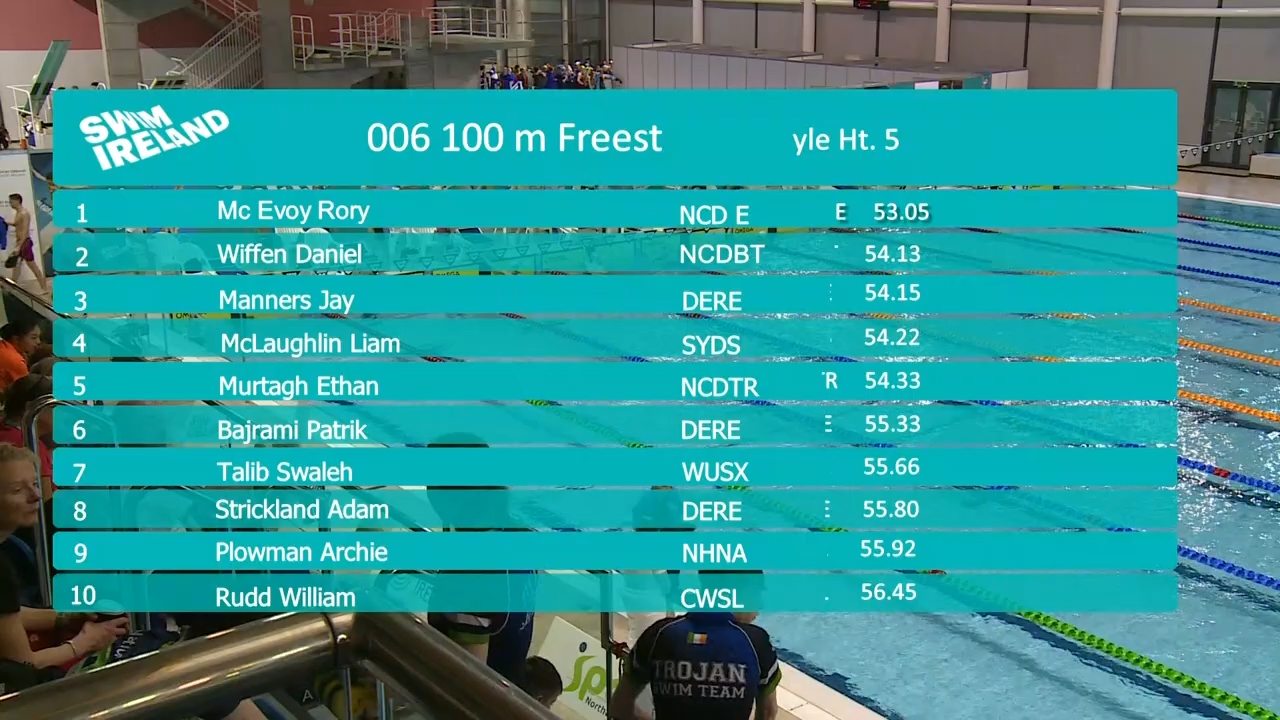 SWIM
IRELAND
006 100 m Freest yle Ht. 5
1 Mc Evoy Rory NCD E E 53.05
2 Wiffen Daniel NCDBT 54.13
3 Manners Jay DERE 54.15
4 McLaughlin Liam SYDS 54.22
5 Murtagh Ethan NCDTR R 54.33
6 Bajrami Patrik DERE E 55.33
7 Talib Swaleh WUSX 55.66
8 Strickland Adam DERE E 55.80
9 Plowman Archie NHNA 55.92
10 Rudd William CWSL 56.45
TROJAN
SWIM TEAM